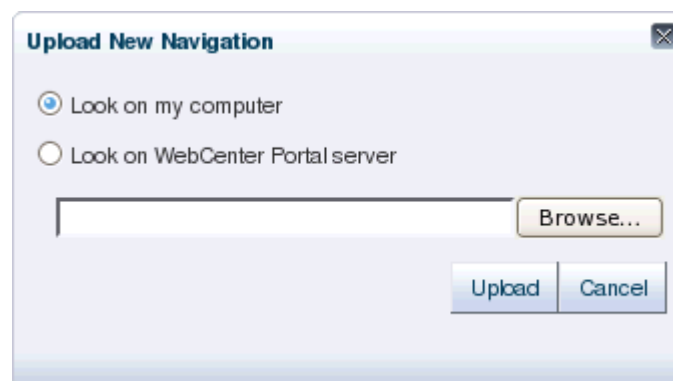 Upload New Navigation
Look on my computer
Look on WebCenter Portal server
Browse...
Upload Cancel